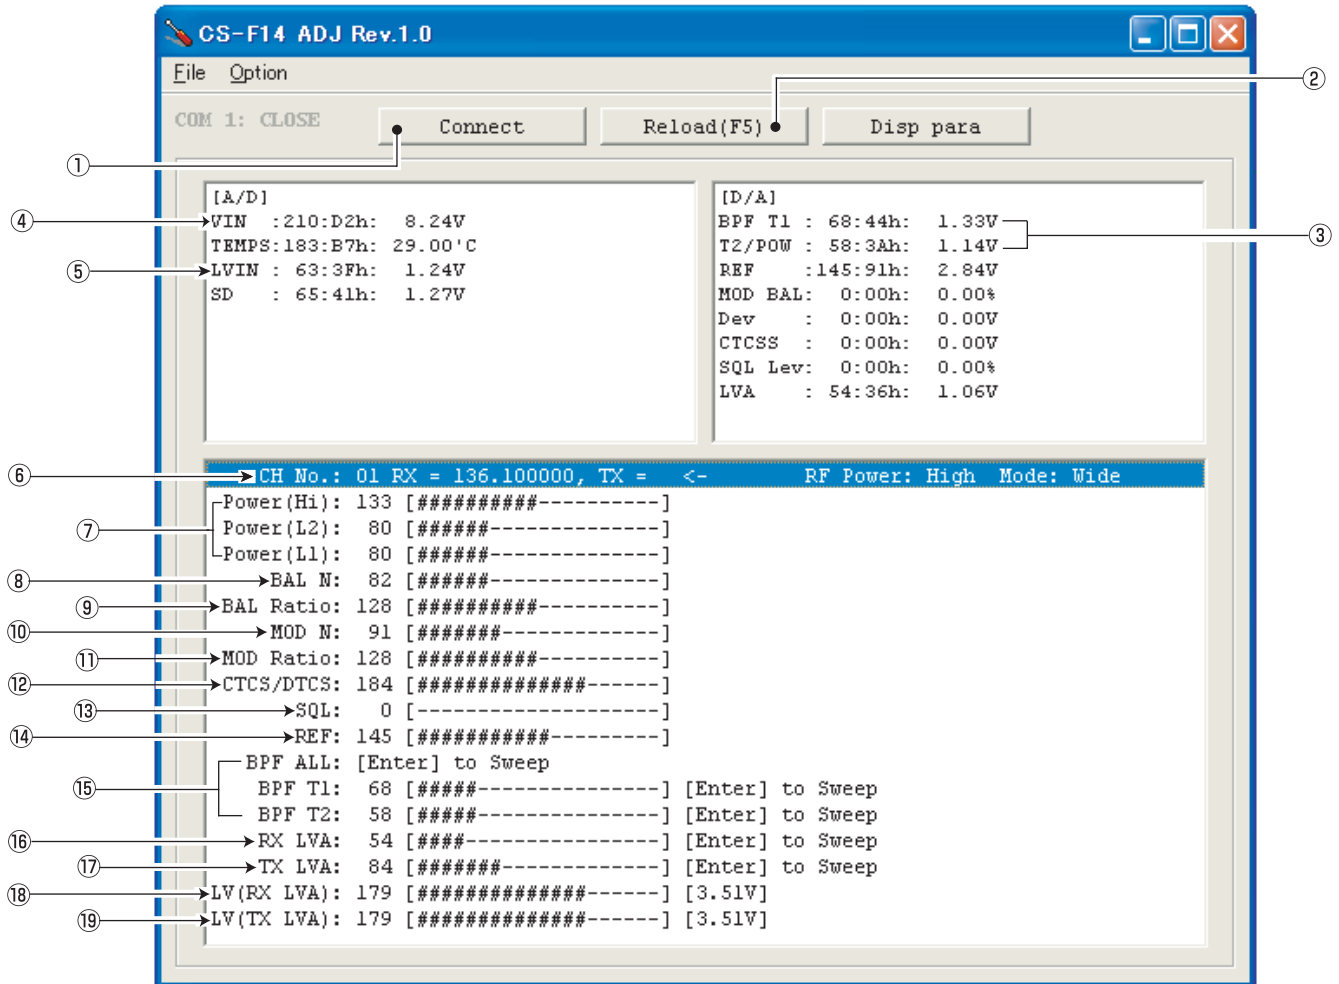 CS-F14 ADJ Rev.1.0
File Option
②
COM 1: CLOSE Connect Reload(F5) Disp para
①
[A/D]
④ VIN :210:D2h: 8.24V
TEMPS:183:B7h: 29.00'C
⑤ LVIN : 63:3Fh: 1.24V
SD : 65:41h: 1.27V
[D/A]
BPF T1 : 68:44h: 1.33V
T2/POW : 58:3Ah: 1.14V
③
REF :145:91h: 2.84V
MOD BAL: 0:00h: 0.00%
Dev : 0:00h: 0.00V
CTCSS : 0:00h: 0.00V
SQL Lev: 0:00h: 0.00%
LVA : 54:36h: 1.06V
⑥ CH No.: 01 RX = 136.100000, TX = <- RF Power: High Mode: Wide
Power(Hi): 133 [##########----------]
⑦ Power(L2): 80 [######--------------]
Power(L1): 80 [######--------------]
⑧ BAL N: 82 [######--------------]
⑨ BAL Ratio: 128 [##########----------]
⑩ MOD N: 91 [#######-------------]
⑪ MOD Ratio: 128 [##########----------]
⑫ CTCS/DTCS: 184 [##############------]
⑬ SQL: 0 [--------------------]
⑭ REF: 145 [###########---------]
BPF ALL: [Enter] to Sweep
⑮ BPF T1: 68 [#####---------------] [Enter] to Sweep
BPF T2: 58 [#####---------------] [Enter] to Sweep
⑯ RX LVA: 54 [####----------------] [Enter] to Sweep
⑰ TX LVA: 84 [#######-------------] [Enter] to Sweep
⑱ LV(RX LVA): 179 [##############------] [3.51V]
⑲ LV(TX LVA): 179 [##############------] [3.51V]